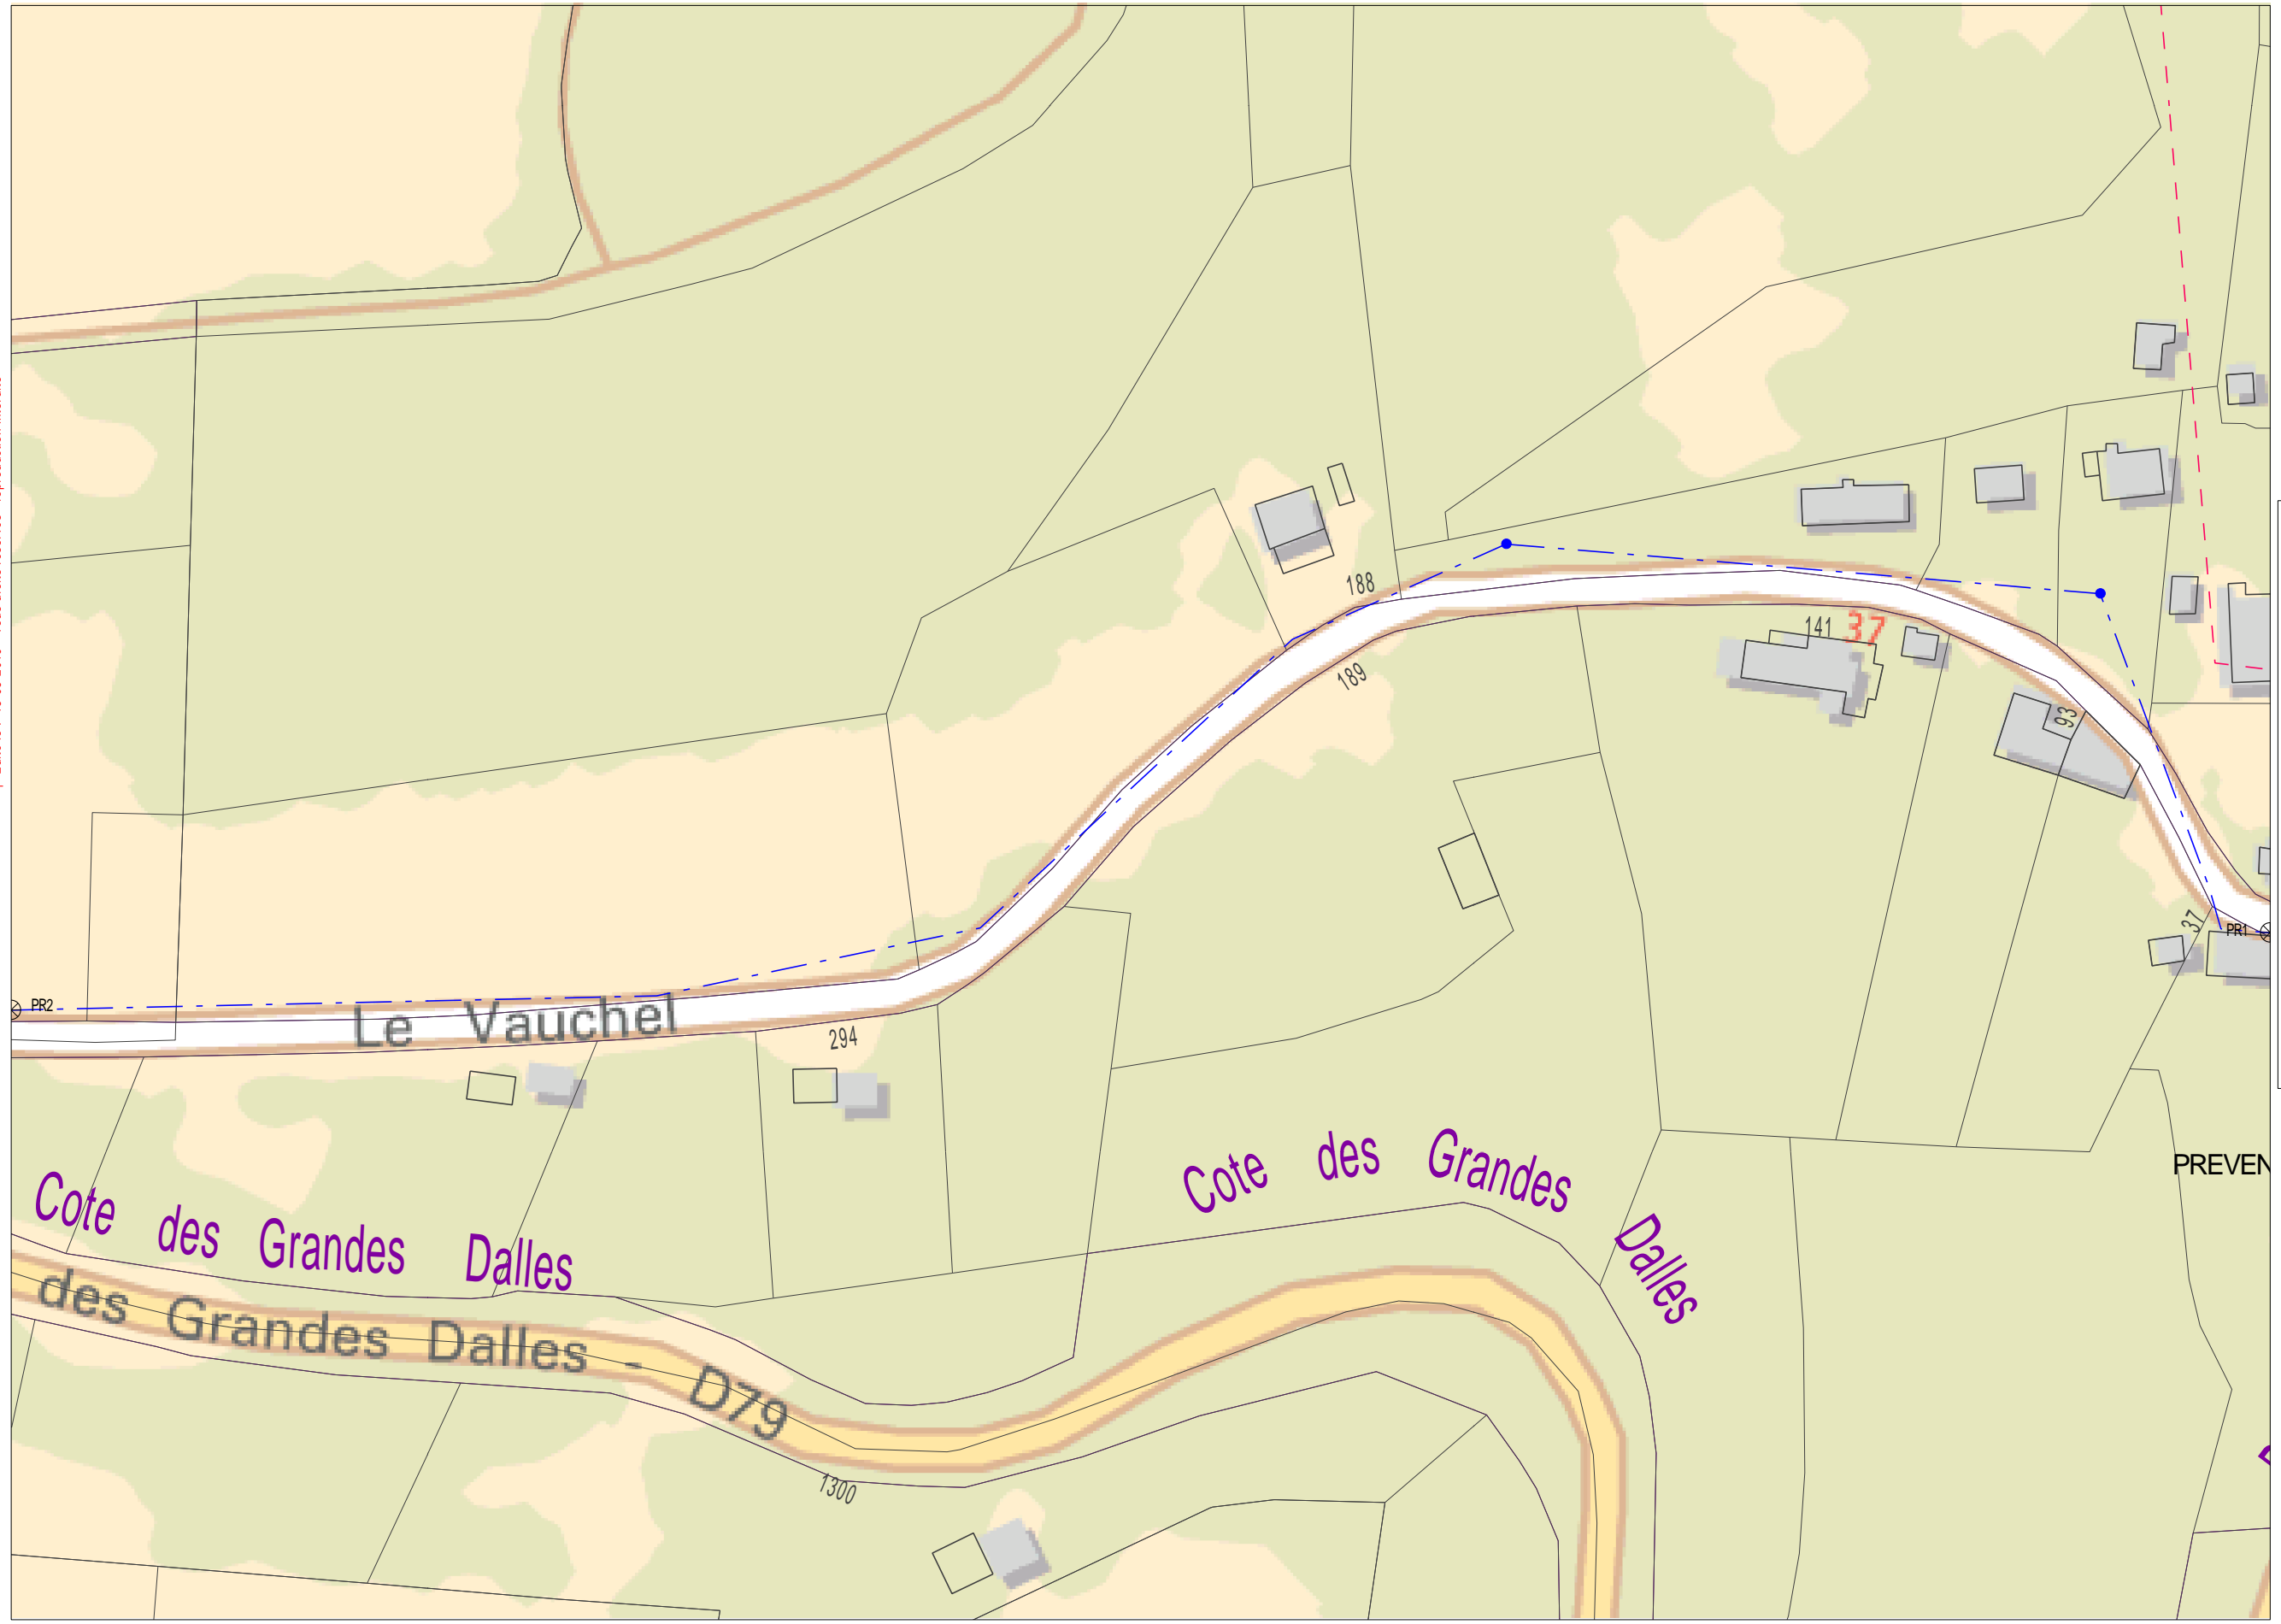 188
141
37
189
93
37
PR1
PR2
Le Vauchel
294
PREVEN
Cote des Grandes Dalles
Cote des Grandes Dalles
des Grandes Dalles - D79
1300